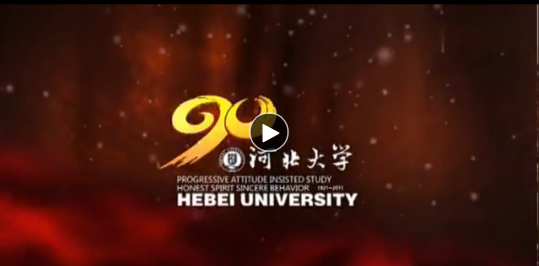 90
河北大学
PROGRESSIVE ATTITUDE INSISTED STUDY
HONEST SPIRIT SINCERE BEHAVIOR 1921-2011
HEBEI UNIVERSITY